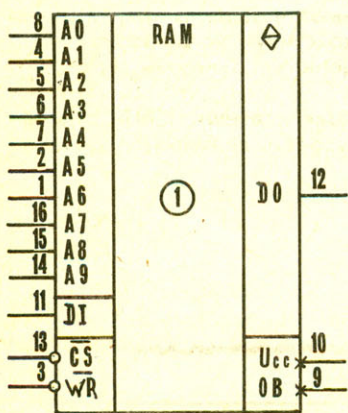 8 A0 RAM
4 A1
5 A2
6 A3
7 A4
2 A5
1 A6 1 DO 12
16 A7
15 A8
14 A9
11 DI
13 CS Ucc 10
3 WR 0B 9